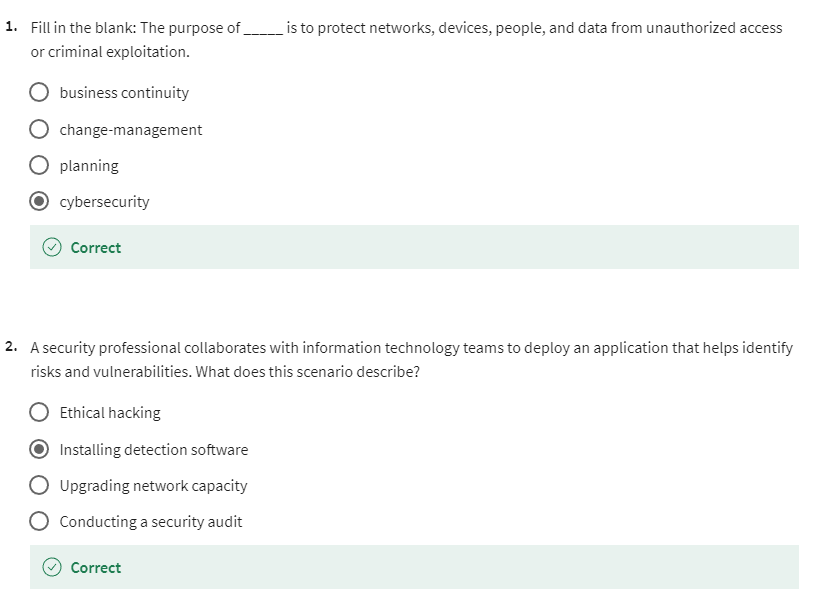 1. Fill in the blank: The purpose of _____ is to protect networks, devices, people, and data from unauthorized access
or criminal exploitation.
business continuity
change-management
planning
cybersecurity
Correct
2. A security professional collaborates with information technology teams to deploy an application that helps identify
risks and vulnerabilities. What does this scenario describe?
Ethical hacking
Installing detection software
Upgrading network capacity
Conducting a security audit
Correct